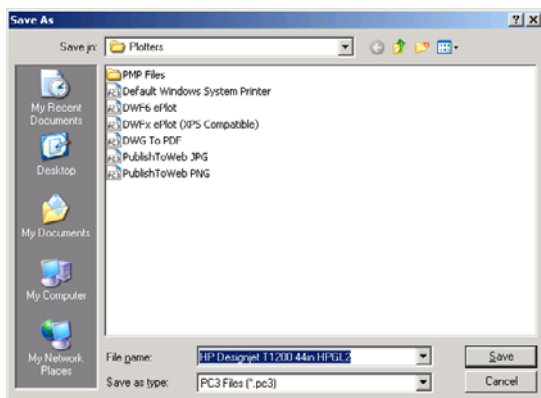 Save As
Save in:
Plotters
My Recent
Documents
Desktop
My Documents
My Computer
My Network
Places
PMP Files
Default Windows System Printer
DWF6 ePlot
DWFx ePlot (XPS Compatible)
DWG To PDF
PublishToWeb JPG
PublishToWeb PNG
File name:
HP Designjet T1200 44in HPGL2
Save
Save as type:
PC3 Files (*.pc3)
Cancel